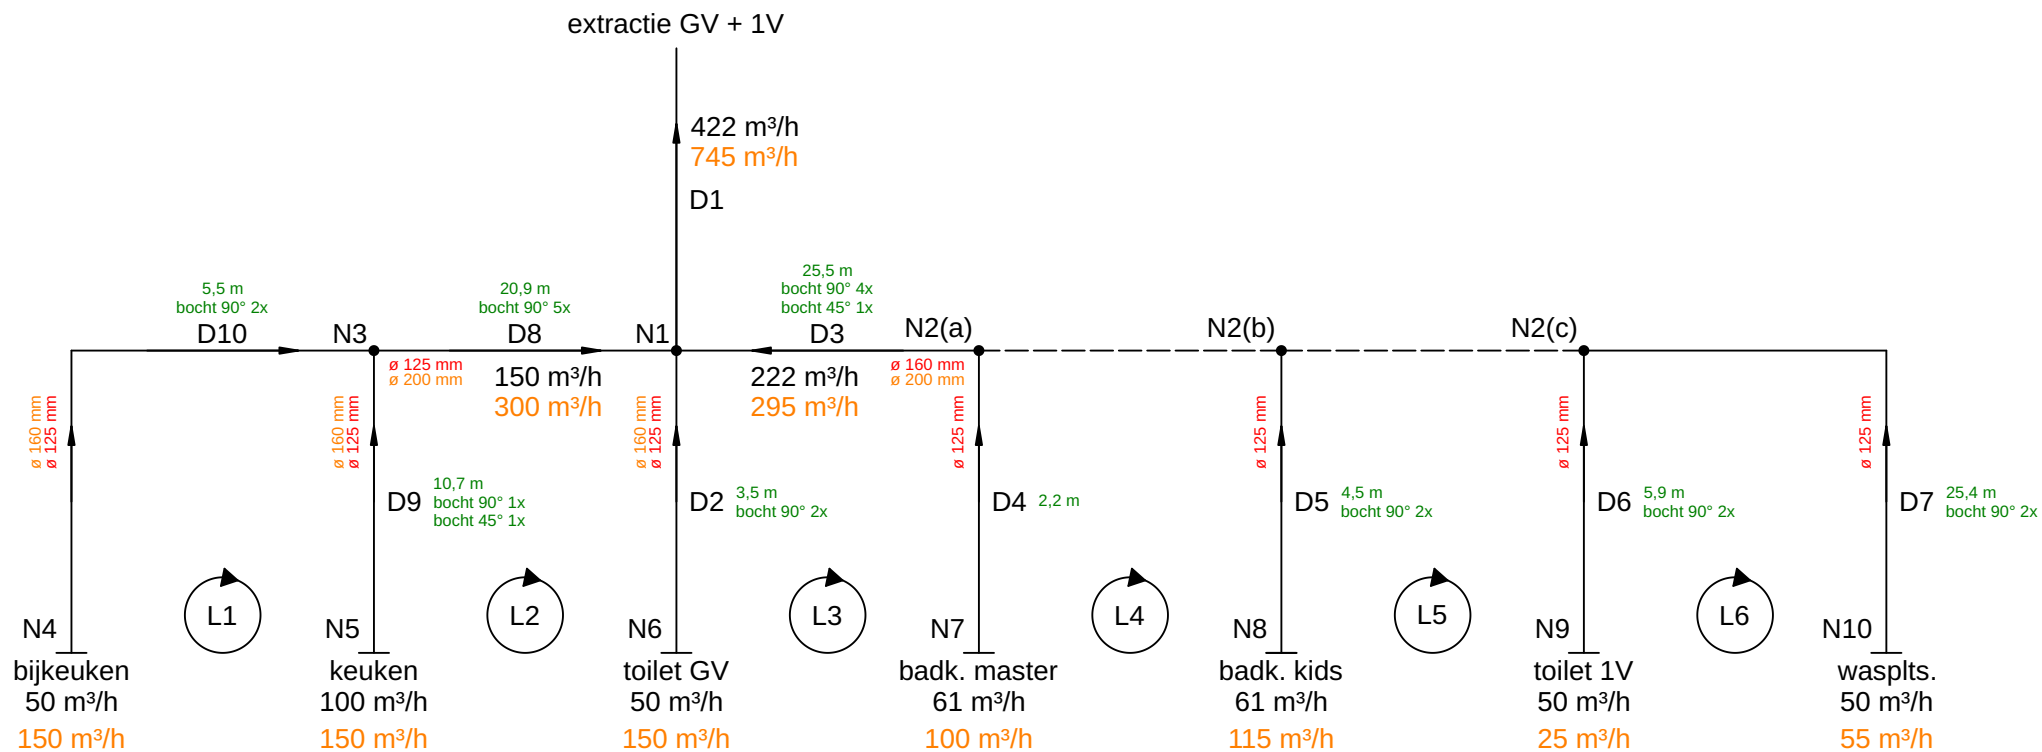 extractie GV + 1V
422 m³/h
745 m³/h
D1
5,5 m
bocht 90° 2x
D10
N3
20,9 m
bocht 90° 5x
D8
N1
25,5 m
bocht 90° 4x
bocht 45° 1x
D3
N2(a)
N2(b)
N2(c)
ø 125 mm
ø 200 mm
150 m³/h
300 m³/h
222 m³/h
295 m³/h
ø 160 mm
ø 200 mm
ø 160 mm
ø 125 mm
ø 160 mm
ø 125 mm
ø 160 mm
ø 125 mm
ø 125 mm
ø 125 mm
ø 125 mm
ø 125 mm
D9
10,7 m
bocht 90° 1x
bocht 45° 1x
D2
3,5 m
bocht 90° 2x
D4
2,2 m
D5
4,5 m
bocht 90° 2x
D6
5,9 m
bocht 90° 2x
D7
25,4 m
bocht 90° 2x
L1
L2
L3
L4
L5
L6
N4
bijkeuken
50 m³/h
150 m³/h
N5
keuken
100 m³/h
150 m³/h
N6
toilet GV
50 m³/h
150 m³/h
N7
badk. master
61 m³/h
100 m³/h
N8
badk. kids
61 m³/h
115 m³/h
N9
toilet 1V
50 m³/h
25 m³/h
N10
wasplts.
50 m³/h
55 m³/h